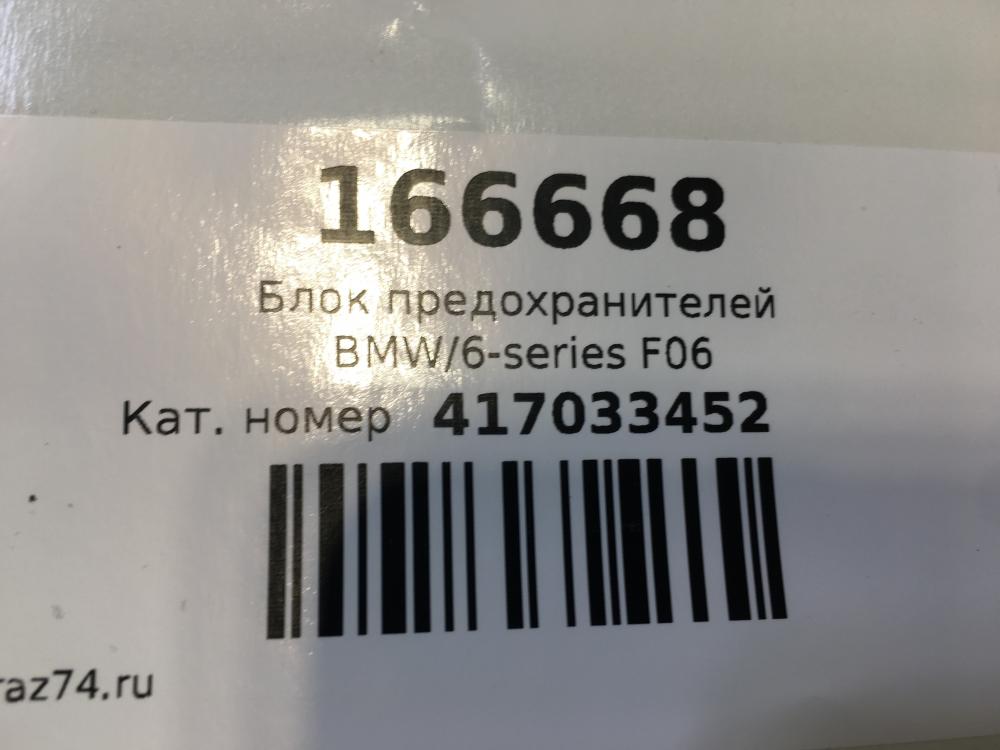 166668
Блок предохранителей
BMW/6-series F06
Кат. номер 417033452
raz74.ru